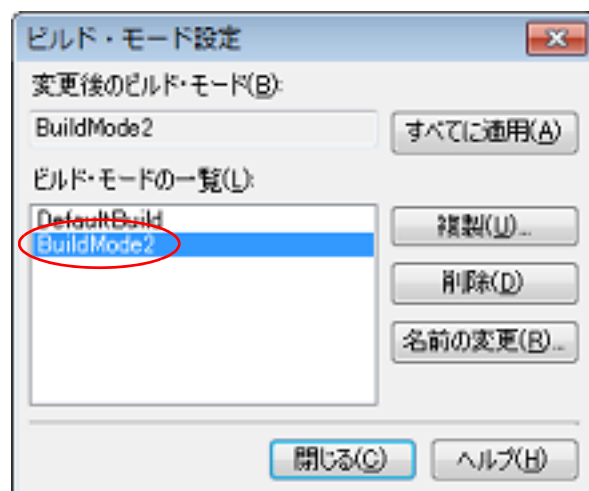 ビルド・モード設定
変更後のビルド・モード(B):
BuildMode2
すべてに適用(A)
ビルド・モードの一覧(L):
DefaultBuild
BuildMode2
複製(U)...
削除(D)
名前の変更(R)...
閉じる(C)
ヘルプ(H)